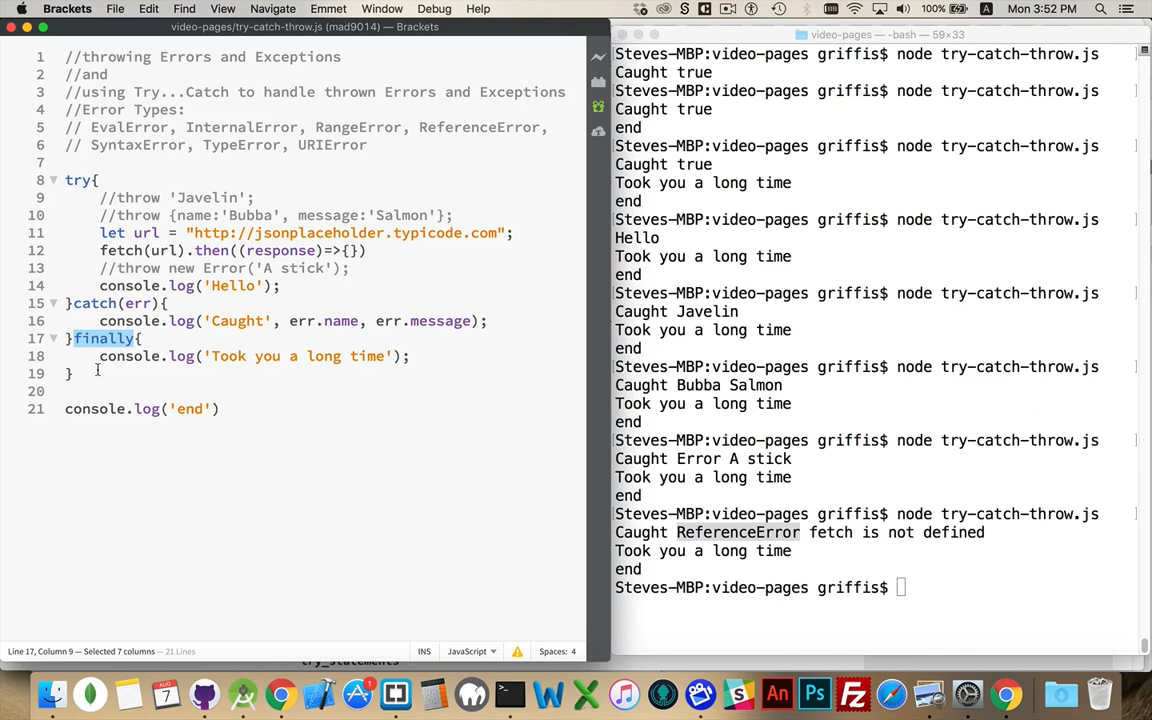 Brackets File Edit Find View Navigate Emmet Window Debug Help 100% Mon 3:52 PM
video-pages/try-catch-throw.js (mad9014) — Brackets
1 //throwing Errors and Exceptions
2 //and
3 //using Try...Catch to handle thrown Errors and Exceptions
4 //Error Types:
5 // EvalError, InternalError, RangeError, ReferenceError,
6 // SyntaxError, TypeError, URIError
7
8 try{
9 //throw 'Javelin';
10 //throw {name:'Bubba', message:'Salmon'};
11 let url = "http://jsonplaceholder.typicode.com";
12 fetch(url).then((response)=>{})
13 //throw new Error('A stick');
14 console.log('Hello');
15 }catch(err){
16 console.log('Caught', err.name, err.message);
17 }finally{
18 console.log('Took you a long time');
19 }
20
21 console.log('end')
Line 17, Column 9 — Selected 7 columns — 21 Lines INS JavaScript Spaces: 4
try_statements
video-pages — -bash — 59×33
Steves-MBP:video-pages griffis$ node try-catch-throw.js
Caught true
Steves-MBP:video-pages griffis$ node try-catch-throw.js
Caught true
end
Steves-MBP:video-pages griffis$ node try-catch-throw.js
Caught true
Took you a long time
end
Steves-MBP:video-pages griffis$ node try-catch-throw.js
Hello
Took you a long time
end
Steves-MBP:video-pages griffis$ node try-catch-throw.js
Caught Javelin
Took you a long time
end
Steves-MBP:video-pages griffis$ node try-catch-throw.js
Caught Bubba Salmon
Took you a long time
end
Steves-MBP:video-pages griffis$ node try-catch-throw.js
Caught Error A stick
Took you a long time
end
Steves-MBP:video-pages griffis$ node try-catch-throw.js
Caught ReferenceError fetch is not defined
Took you a long time
end
Steves-MBP:video-pages griffis$
AUG
7
1
An
Ps
Fz